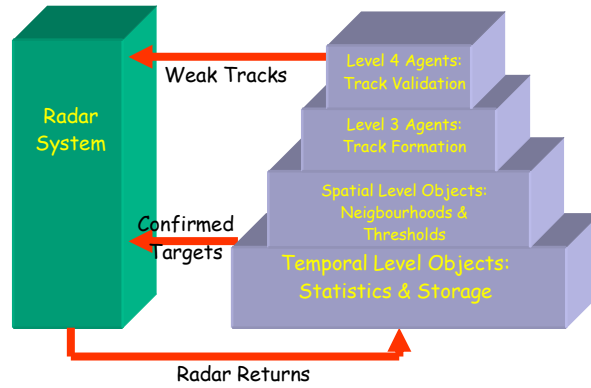 Radar
System
Weak Tracks
Level 4 Agents:
Track Validation
Level 3 Agents:
Track Formation
Spatial Level Objects:
Neigbourhoods &
Thresholds
Confirmed
Targets
Temporal Level Objects:
Statistics & Storage
Radar Returns